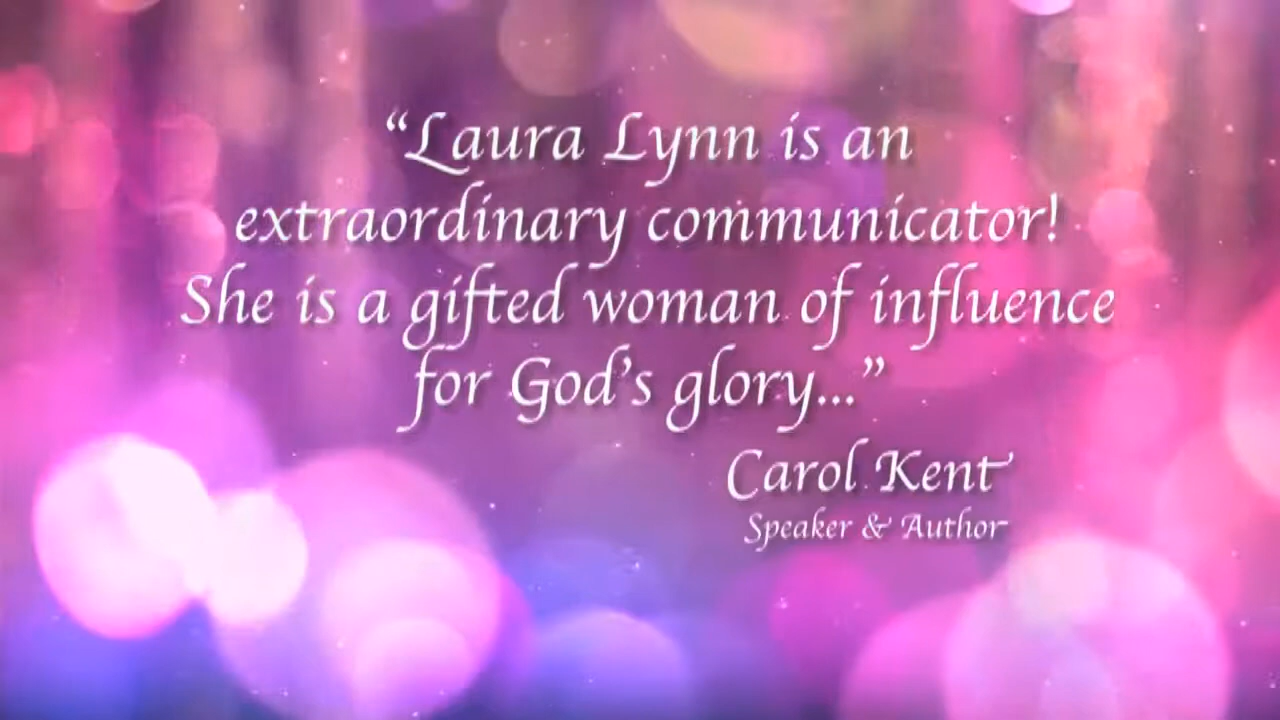 “Laura Lynn is an
extraordinary communicator!
She is a gifted woman of influence
for God’s glory...”
Carol Kent
Speaker & Author